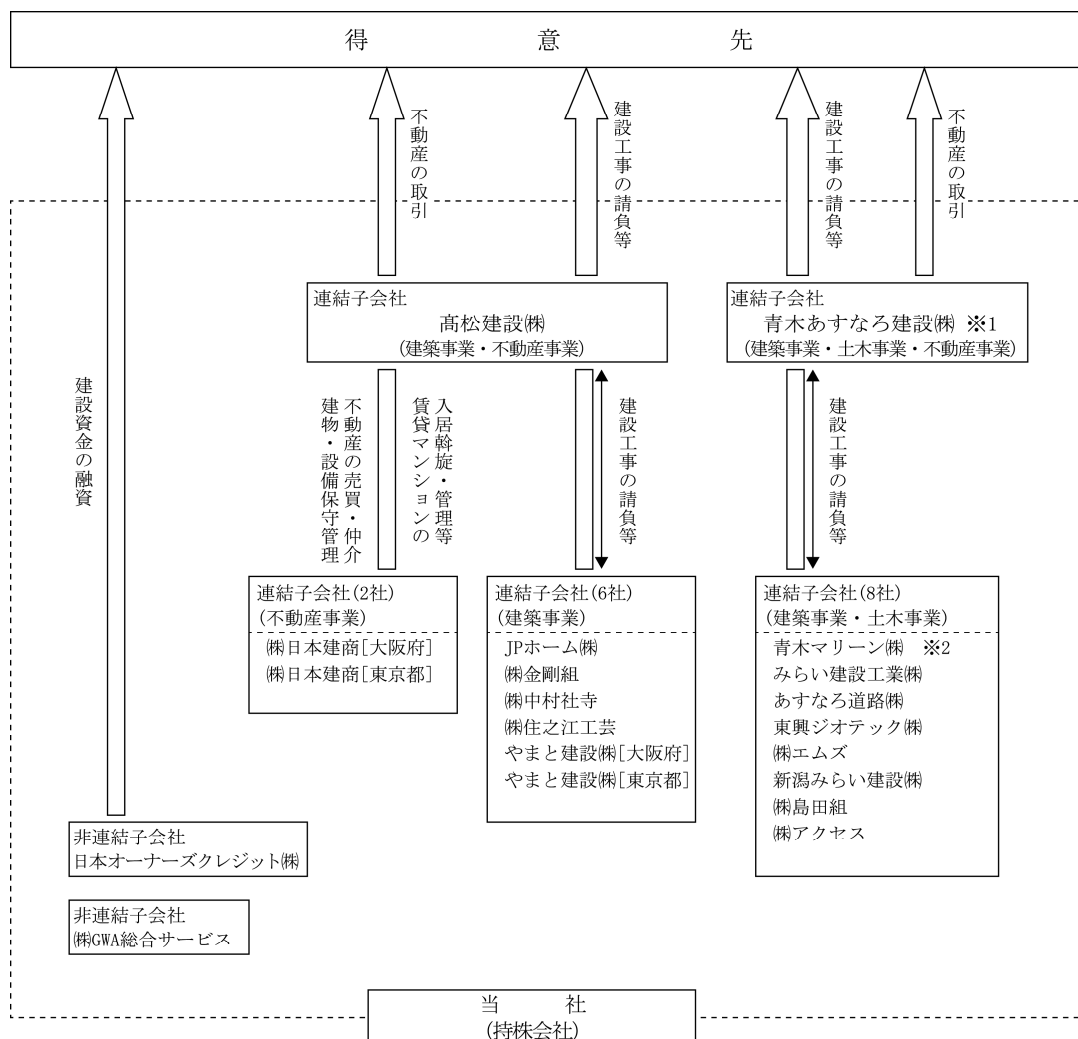 得意先
不動産の取引
建設工事の請負等
建設工事の請負等
不動産の取引
連結子会社
髙松建設㈱
(建築事業・不動産事業)
連結子会社
青木あすなろ建設㈱ ※1
(建築事業・土木事業・不動産事業)
建設資金の融資
入居斡旋・管理等
賃貸マンションの
不動産の売買・仲介
建物・設備保守管理
建設工事の請負等
建設工事の請負等
連結子会社(2社)
(不動産事業)
㈱日本建商[大阪府]
㈱日本建商[東京都]
連結子会社(6社)
(建築事業)
JPホーム㈱
㈱金剛組
㈱中村社寺
㈱住之江工芸
やまと建設㈱[大阪府]
やまと建設㈱[東京都]
連結子会社(8社)
(建築事業・土木事業)
青木マリーン㈱ ※2
みらい建設工業㈱
あすなろ道路㈱
東興ジオテック㈱
㈱エムズ
新潟みらい建設㈱
㈱島田組
㈱アクセス
非連結子会社
日本オーナーズクレジット㈱
非連結子会社
㈱GWA総合サービス
当社
(持株会社)